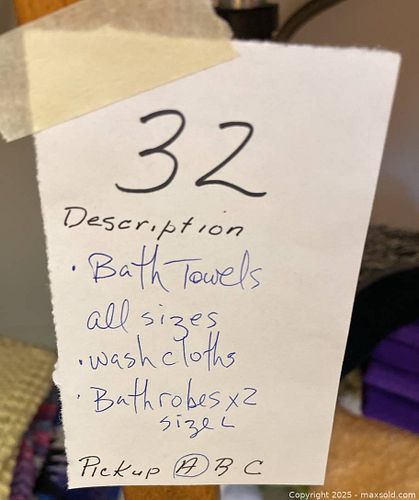 32
Description
· Bath Towels
all sizes
· wash cloths
· Bathrobes x2
size L
Pickup A B C
Copyright 2025 - maxsold.com